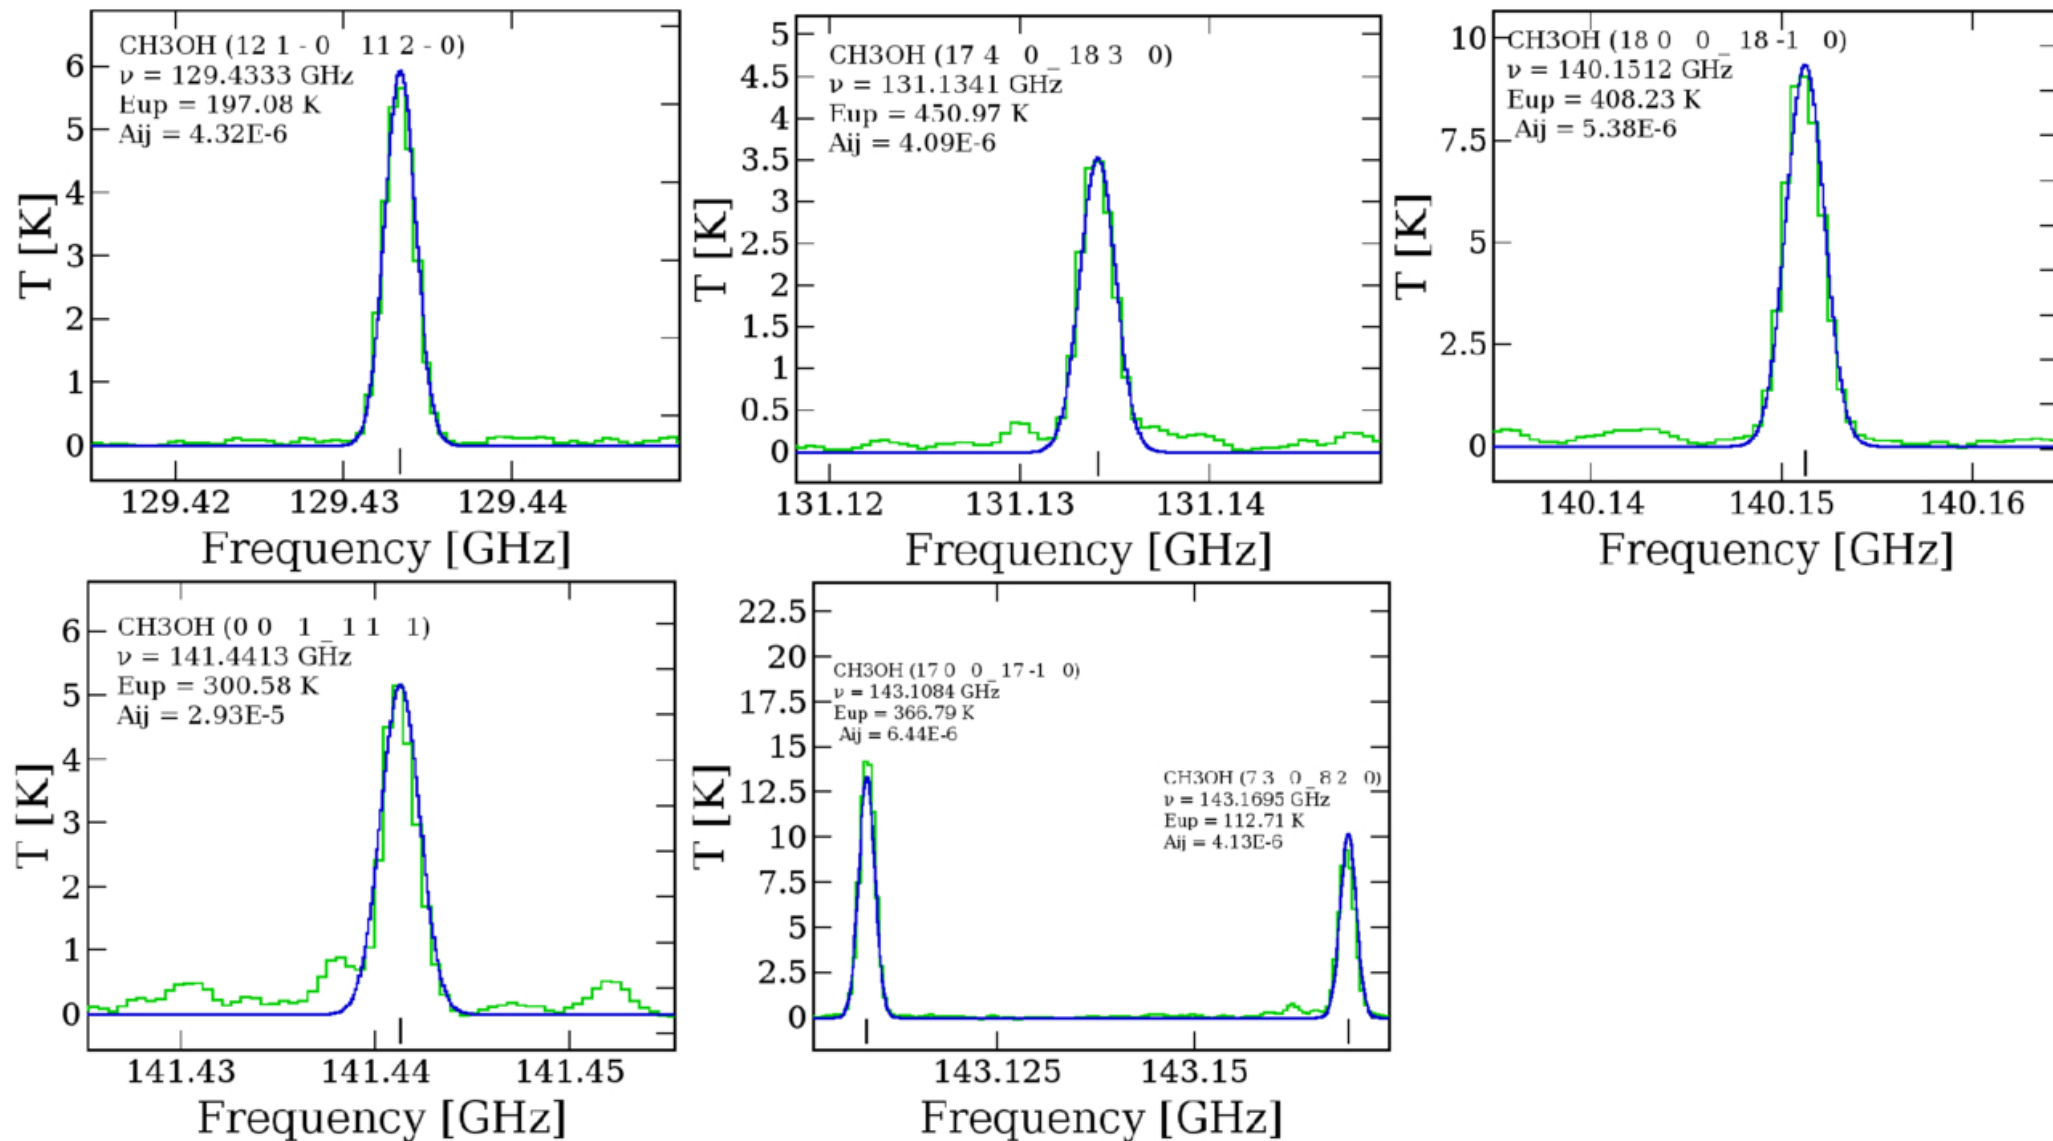 CH3OH (12 1 - 0 11 2 - 0)
ν = 129.4333 GHz
Eup = 197.08 K
Aij = 4.32E-6
6
5
4
3
2
1
0
T [K]
129.42 129.43 129.44
Frequency [GHz]
CH3OH (17 4 0 _ 18 3 0)
ν = 131.1341 GHz
Eup = 450.97 K
Aij = 4.09E-6
5
4.5
4
3.5
3
2.5
2
1.5
1
0.5
0
T [K]
131.12 131.13 131.14
Frequency [GHz]
CH3OH (18 0 0 _ 18 -1 0)
ν = 140.1512 GHz
Eup = 408.23 K
Aij = 5.38E-6
10
7.5
5
2.5
0
T [K]
140.14 140.15 140.16
Frequency [GHz]
CH3OH (0 0 1 _ 1 1 1)
ν = 141.4413 GHz
Eup = 300.58 K
Aij = 2.93E-5
6
5
4
3
2
1
0
T [K]
141.43 141.44 141.45
Frequency [GHz]
22.5
20
17.5
15
12.5
10
7.5
5
2.5
0
T [K]
CH3OH (17 0 0 _ 17 -1 0)
ν = 143.1084 GHz
Eup = 366.79 K
Aij = 6.44E-6
CH3OH (7 3 0 _ 8 2 0)
ν = 143.1695 GHz
Eup = 112.71 K
Aij = 4.13E-6
143.125 143.15
Frequency [GHz]